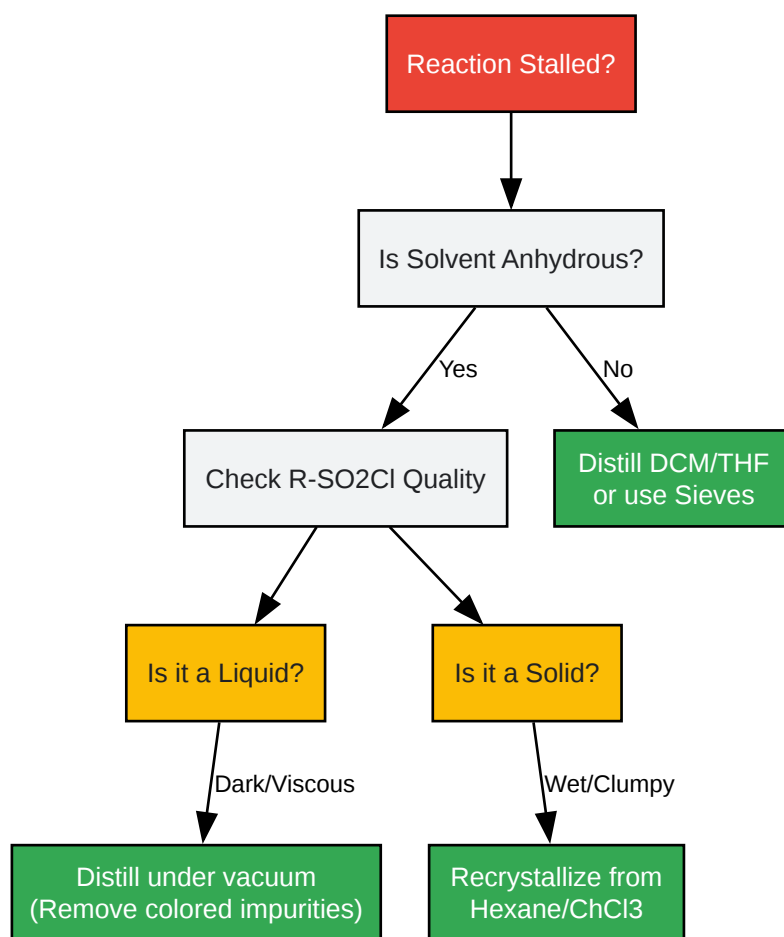 Reaction Stalled?
Is Solvent Anhydrous?
Yes
No
Check R-SO2Cl Quality
Distill DCM/THF
or use Sieves
Is it a Liquid?
Is it a Solid?
Dark/Viscous
Wet/Clumpy
Distill under vacuum
(Remove colored impurities)
Recrystallize from
Hexane/ChCl3